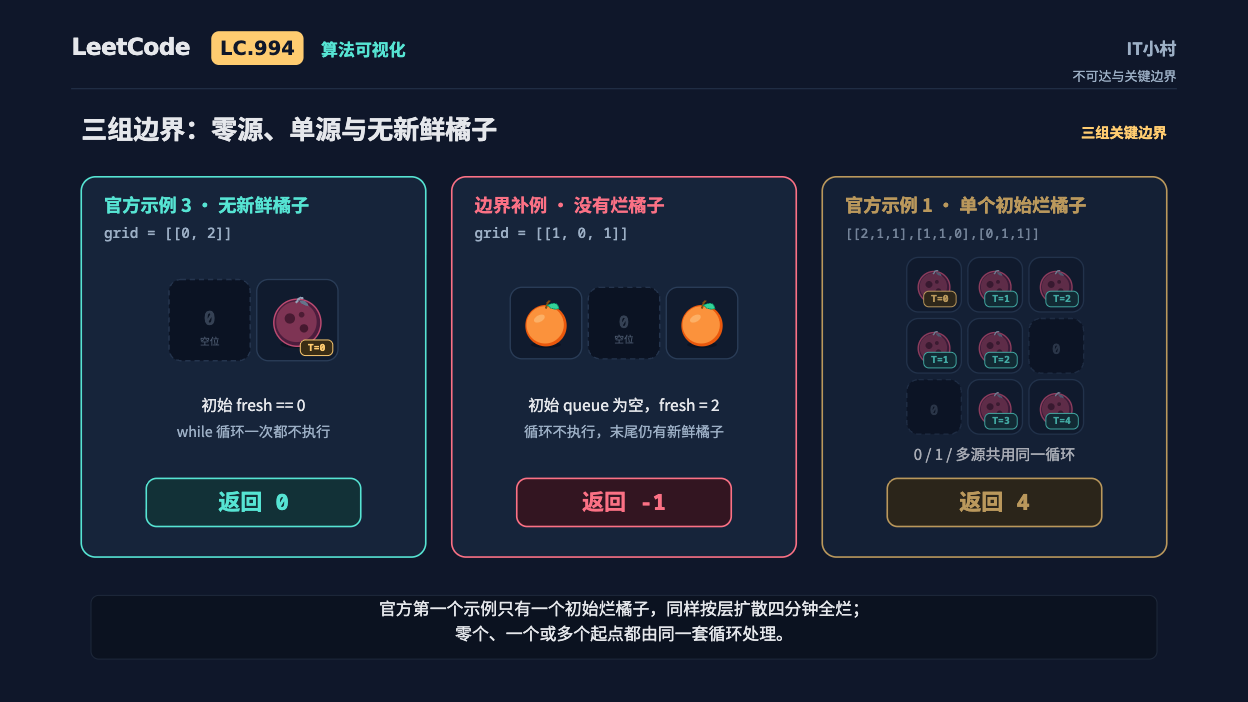 LeetCode LC.994 算法可视化
IT小村
不可达与关键边界
三组边界：零源、单源与无新鲜橘子
三组关键边界
官方示例 3 · 无新鲜橘子
grid = [[0, 2]]
0
空位
T=0
初始 fresh == 0
while 循环一次都不执行
返回 0
边界补例 · 没有烂橘子
grid = [[1, 0, 1]]
0
空位
初始 queue 为空，fresh = 2
循环不执行，末尾仍有新鲜橘子
返回 -1
官方示例 1 · 单个初始烂橘子
[[2,1,1],[1,1,0],[0,1,1]]
T=0 T=1 T=2
T=1 T=2 0
0 T=3 T=4
0 / 1 / 多源共用同一循环
返回 4
官方第一个示例只有一个初始烂橘子，同样按层扩散四分钟全烂；
零个、一个或多个起点都由同一套循环处理。